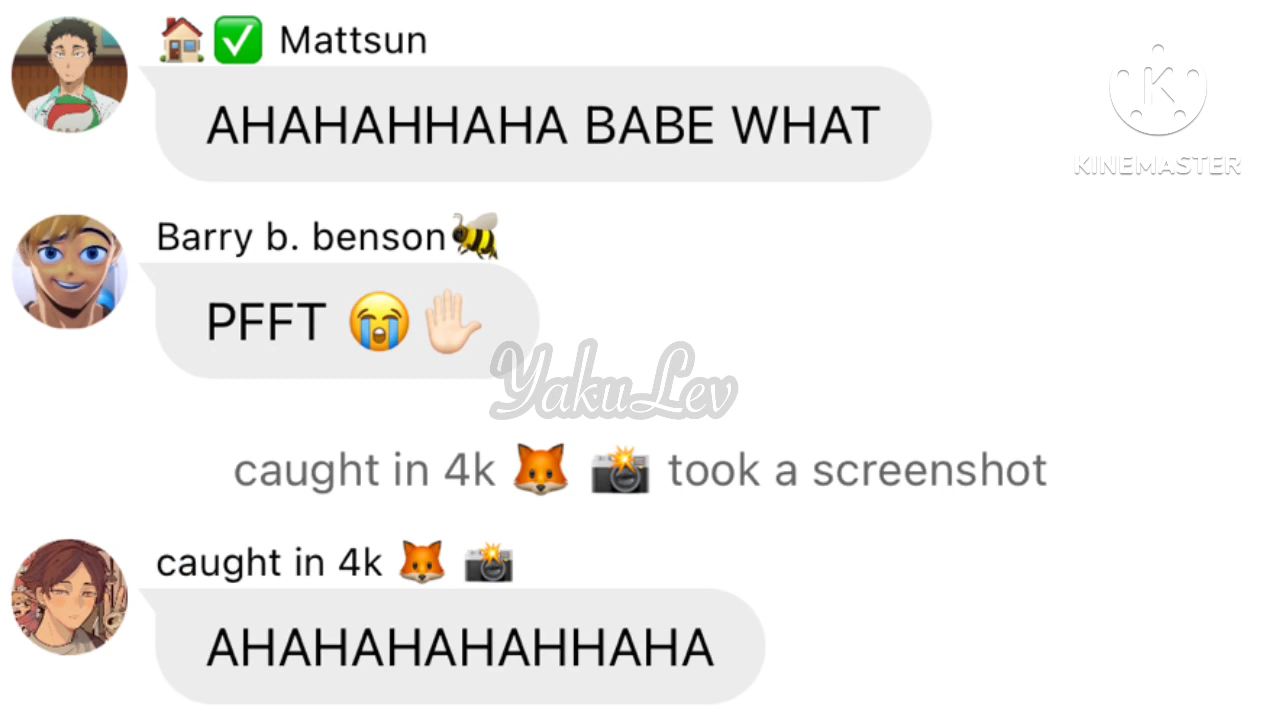 🏠✅ Mattsun
AHAHAHHAHA BABE WHAT
K
KINEMASTER
Barry b. benson🐝
PFFT 😭🖐🏻
YakuLev
caught in 4k 🦊 📸 took a screenshot
caught in 4k 🦊 📸
AHAHAHAHAHHAHA